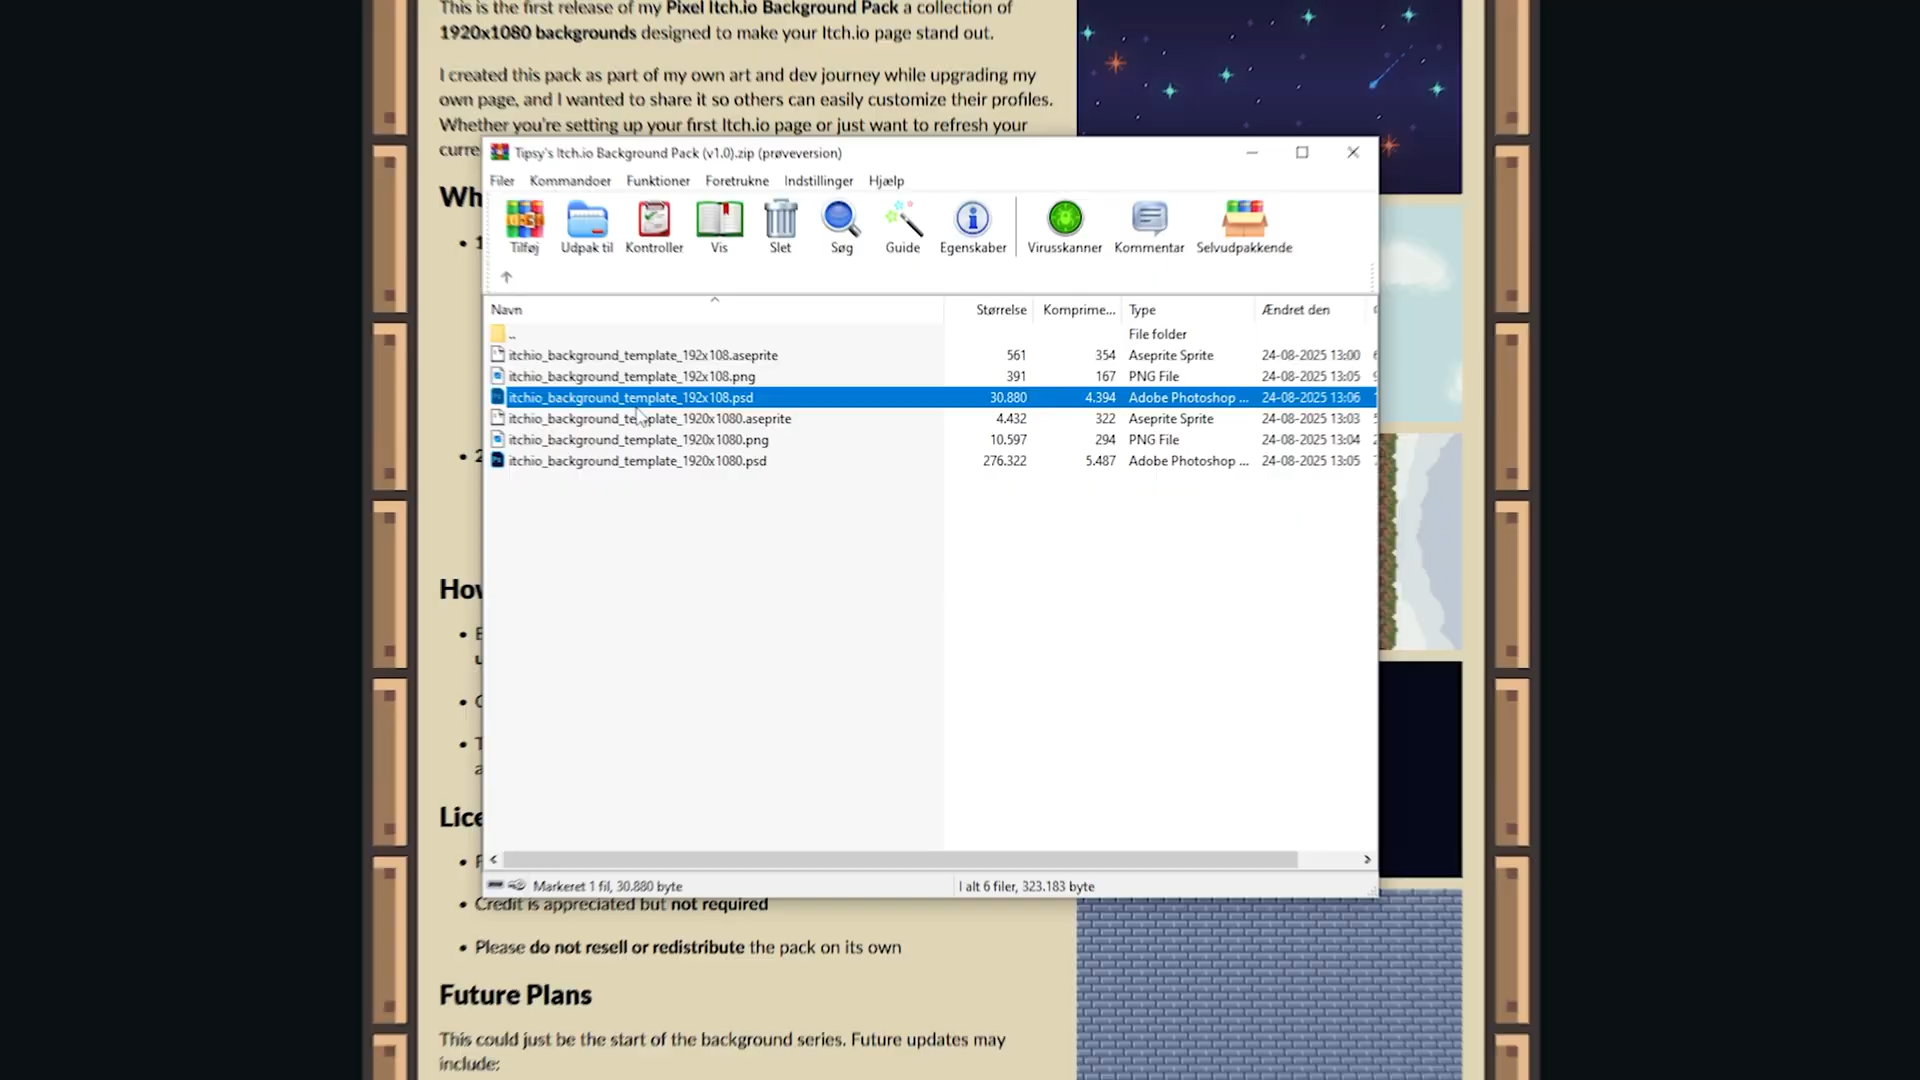 This is the first release of my Pixel Itch.io Background Pack a collection of
1920x1080 backgrounds designed to make your Itch.io page stand out.
I created this pack as part of my own art and dev journey while upgrading my
own page, and I wanted to share it so others can easily customize their profiles.
Whether you're setting up your first Itch.io page or just want to refresh your
Tipsy's Itch.io Background Pack (v1.0).zip (prøveversion)
Filer Kommandoer Funktioner Foretrukne Indstillinger Hjælp
Tilføj Udpak til Kontroller Vis Slet Søg Guide Egenskaber Virusskanner Kommentar Selvudpakkende
Navn Størrelse Komprime... Type Ændret den
.. File folder
itchio_background_template_192x108.aseprite 561 354 Aseprite Sprite 24-08-2025 13:00
itchio_background_template_192x108.png 391 167 PNG File 24-08-2025 13:05
itchio_background_template_192x108.psd 30.880 4.394 Adobe Photoshop ... 24-08-2025 13:06
itchio_background_template_1920x1080.aseprite 4.432 322 Aseprite Sprite 24-08-2025 13:03
itchio_background_template_1920x1080.png 10.597 294 PNG File 24-08-2025 13:04
itchio_background_template_1920x1080.psd 276.322 5.487 Adobe Photoshop ... 24-08-2025 13:05
Markeret 1 fil, 30.880 byte I alt 6 filer, 323.183 byte
• Credit is appreciated but not required
• Please do not resell or redistribute the pack on its own
Future Plans
This could just be the start of the background series. Future updates may
include: